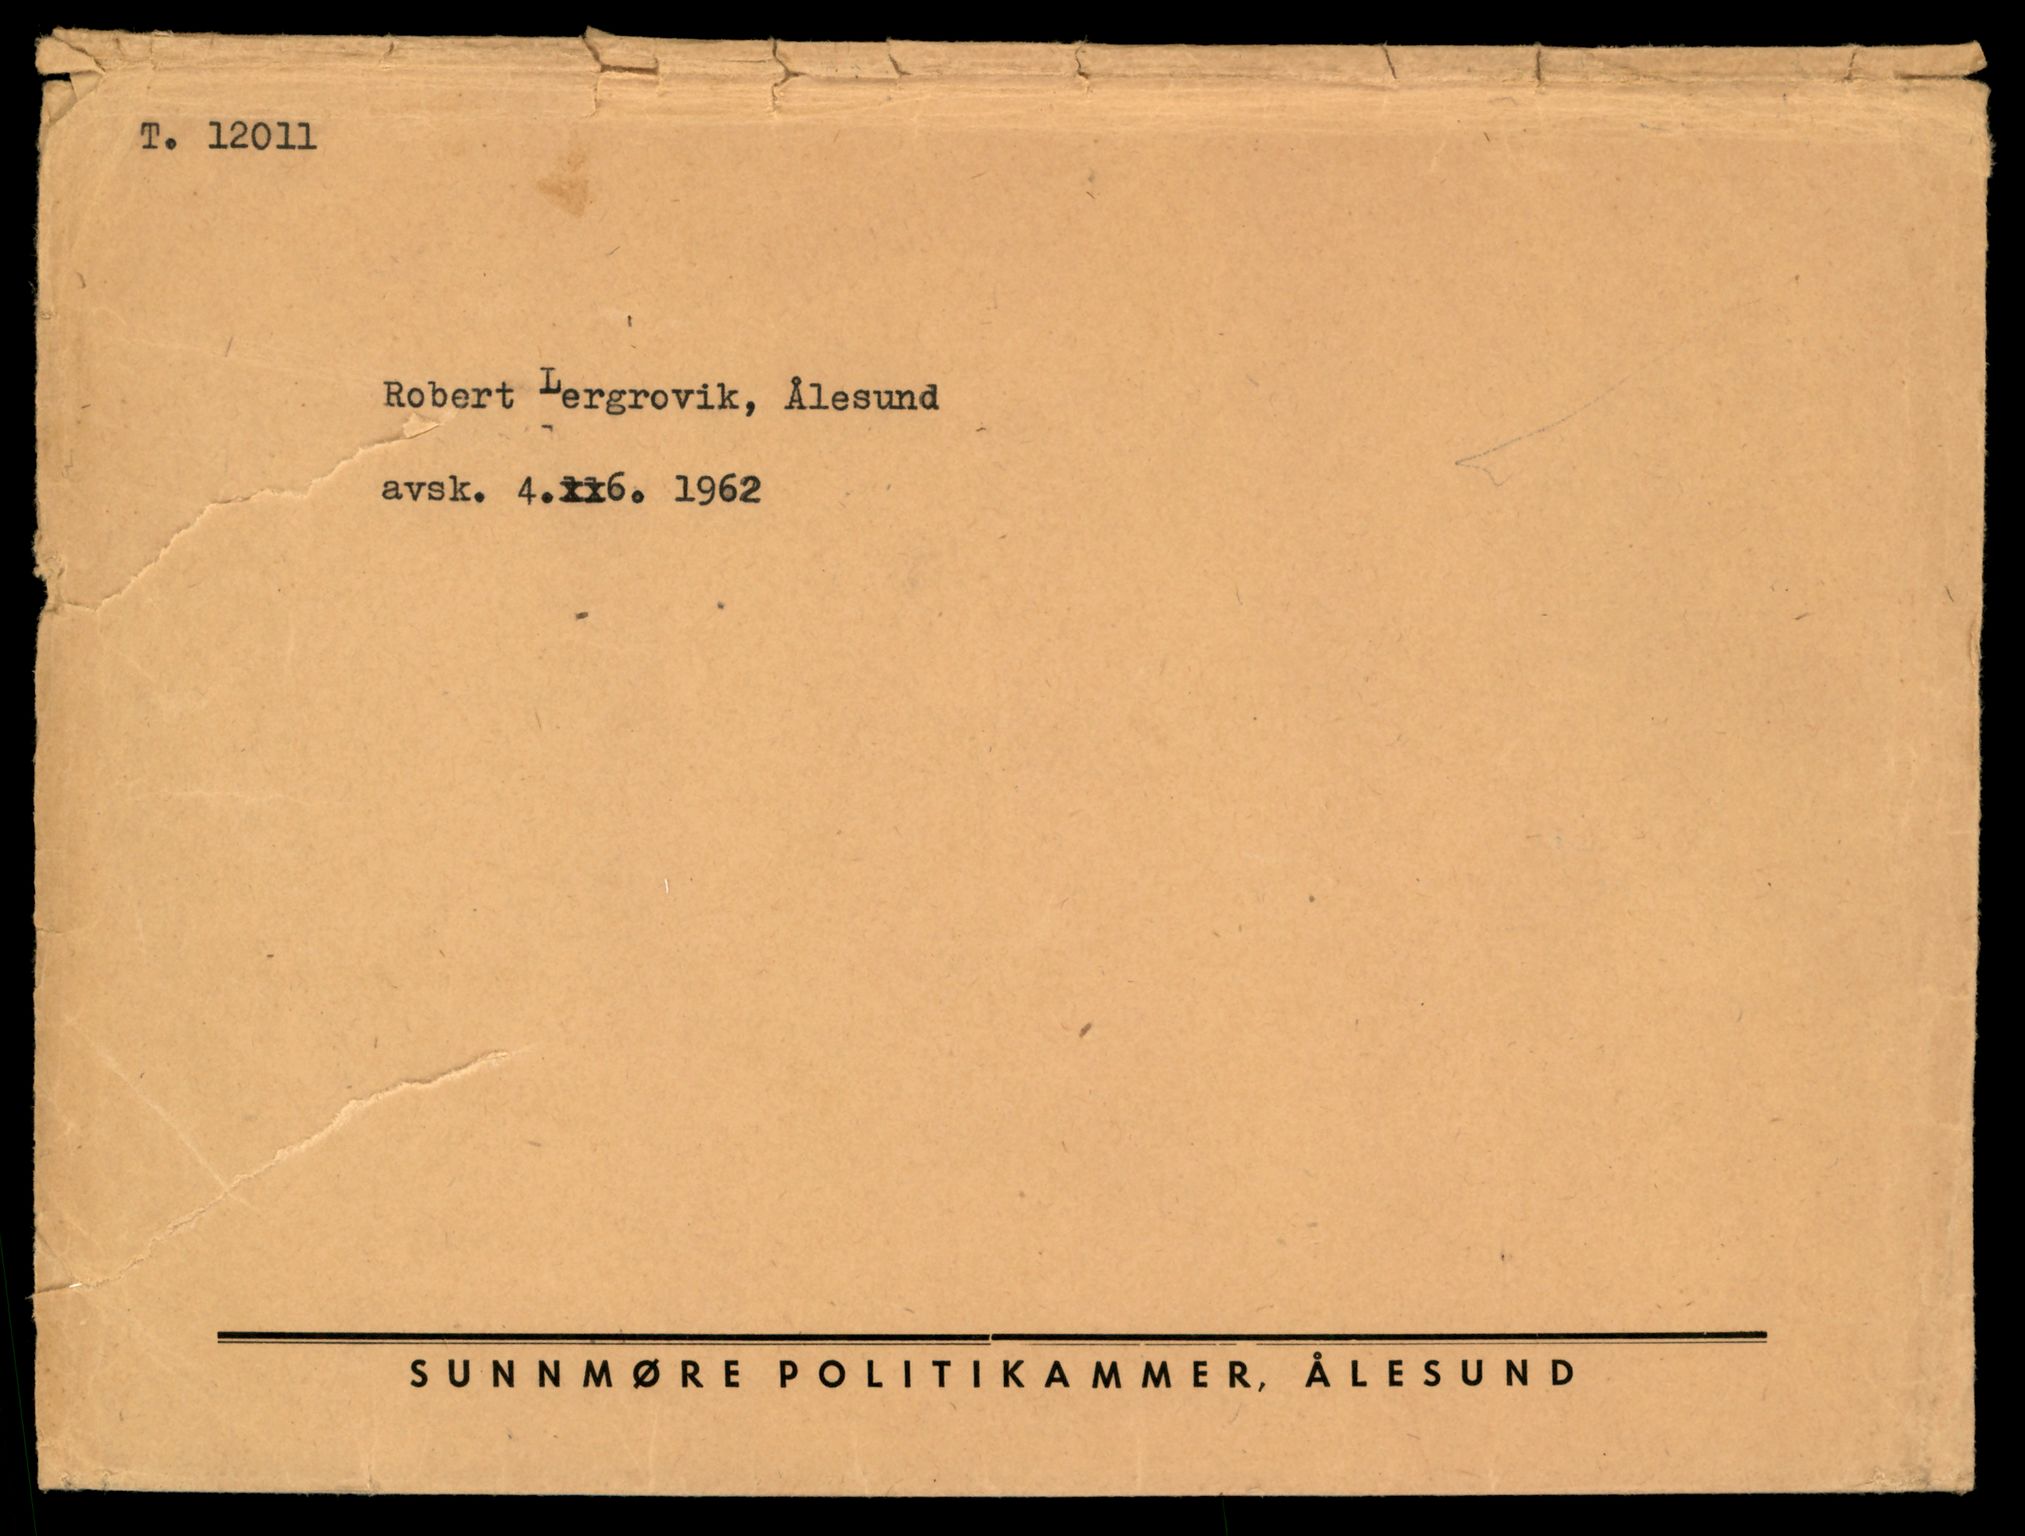 T. 12011
Robert Lergrovik, Ålesund
avsk. 4.xx6. 1962
SUNNMØRE POLITIKAMMER, ÅLESUND